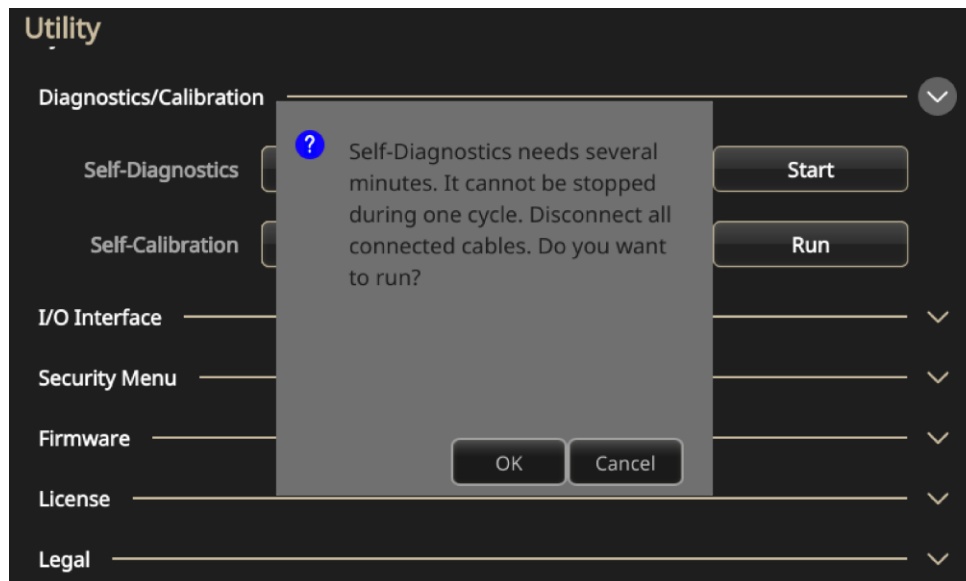 Utility
Diagnostics/Calibration
?
Self-Diagnostics needs several
minutes. It cannot be stopped
during one cycle. Disconnect all
connected cables. Do you want
to run?
Self-Diagnostics
Start
Self-Calibration
Run
I/O Interface
Security Menu
Firmware
OK
Cancel
License
Legal